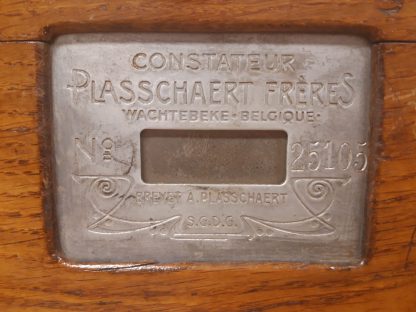 CONSTATEUR
PLASSCHAERT FRÈRES
WACHTEBEKE · BELGIQUE ·
No 25105
BREVET A. PLASSCHAERT
S.G.D.G.